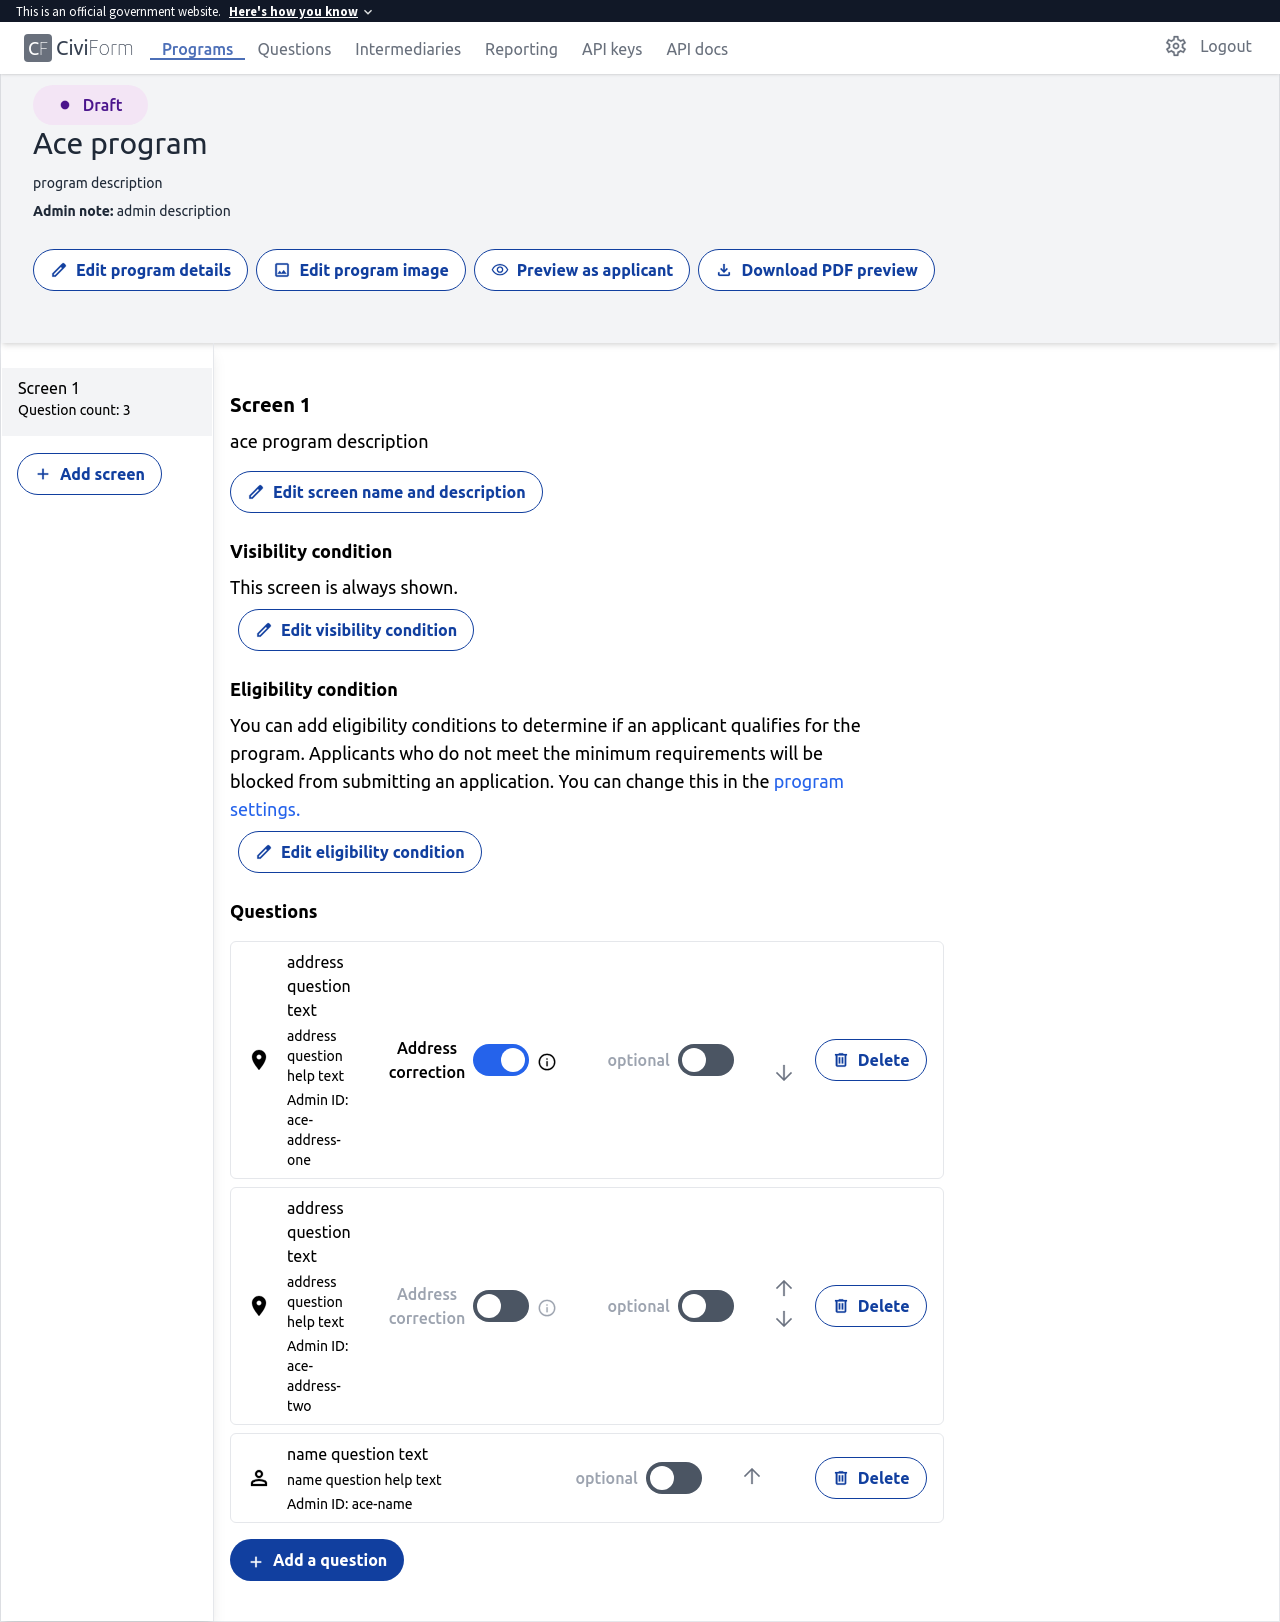 This is an official government website. Here's how you know
CF CiviForm Programs Questions Intermediaries Reporting API keys API docs Logout
Draft
Ace program
program description
Admin note: admin description
Edit program details Edit program image Preview as applicant Download PDF preview
Screen 1
Question count: 3
Add screen
Screen 1
ace program description
Edit screen name and description
Visibility condition
This screen is always shown.
Edit visibility condition
Eligibility condition
You can add eligibility conditions to determine if an applicant qualifies for the
program. Applicants who do not meet the minimum requirements will be
blocked from submitting an application. You can change this in the program
settings.
Edit eligibility condition
Questions
address
question
text
address
question
help text
Admin ID:
ace-
address-
one
Address
correction
optional
Delete
address
question
text
address
question
help text
Admin ID:
ace-
address-
two
Address
correction
optional
Delete
name question text
name question help text
Admin ID: ace-name
optional
Delete
Add a question